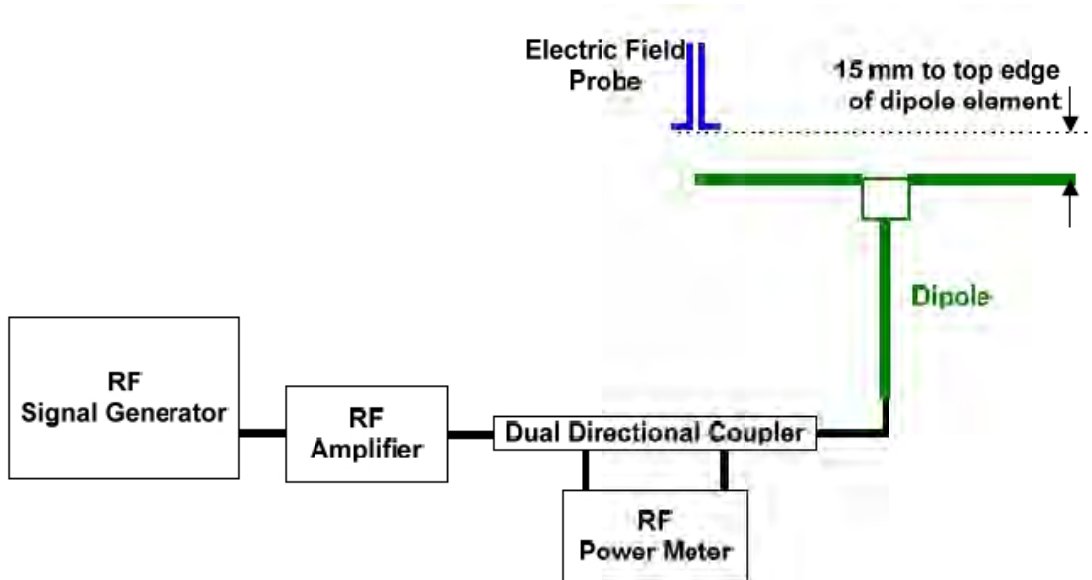 Electric Field
Probe
15 mm to top edge
of dipole element
Dipole
RF
Signal Generator
RF
Amplifier
Dual Directional Coupler
RF
Power Meter